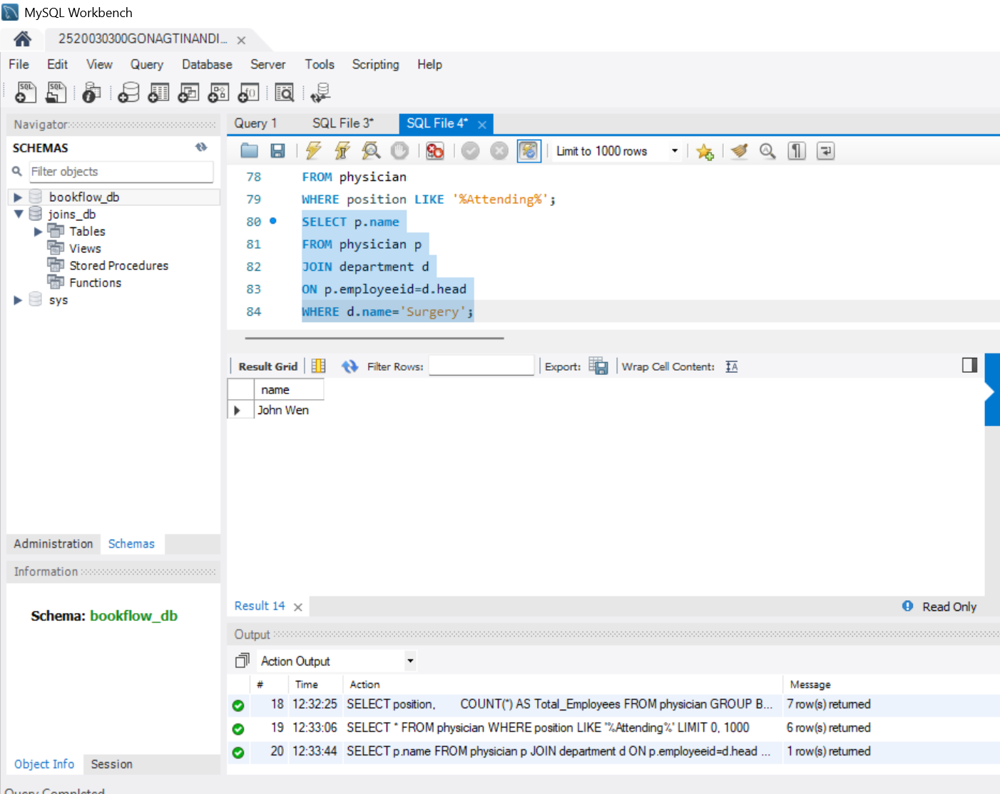 MySQL Workbench
2520030300GONAGTINANDI...
File Edit View Query Database Server Tools Scripting Help
Navigator
Query 1 SQL File 3* SQL File 4*
SCHEMAS
Limit to 1000 rows
Filter objects
bookflow_db
joins_db
Tables
Views
Stored Procedures
Functions
sys
78 FROM physician
79 WHERE position LIKE '%Attending%';
80 SELECT p.name
81 FROM physician p
82 JOIN department d
83 ON p.employeeid=d.head
84 WHERE d.name='Surgery';
Result Grid Filter Rows: Export: Wrap Cell Content:
name
John Wen
Administration Schemas
Information
Schema: bookflow_db
Result 14 Read Only
Output
Action Output
# Time Action Message
18 12:32:25 SELECT position, COUNT(*) AS Total_Employees FROM physician GROUP B... 7 row(s) returned
19 12:33:06 SELECT * FROM physician WHERE position LIKE '%Attending%' LIMIT 0, 1000 6 row(s) returned
20 12:33:44 SELECT p.name FROM physician p JOIN department d ON p.employeeid=d.head ... 1 row(s) returned
Object Info Session
Query Completed